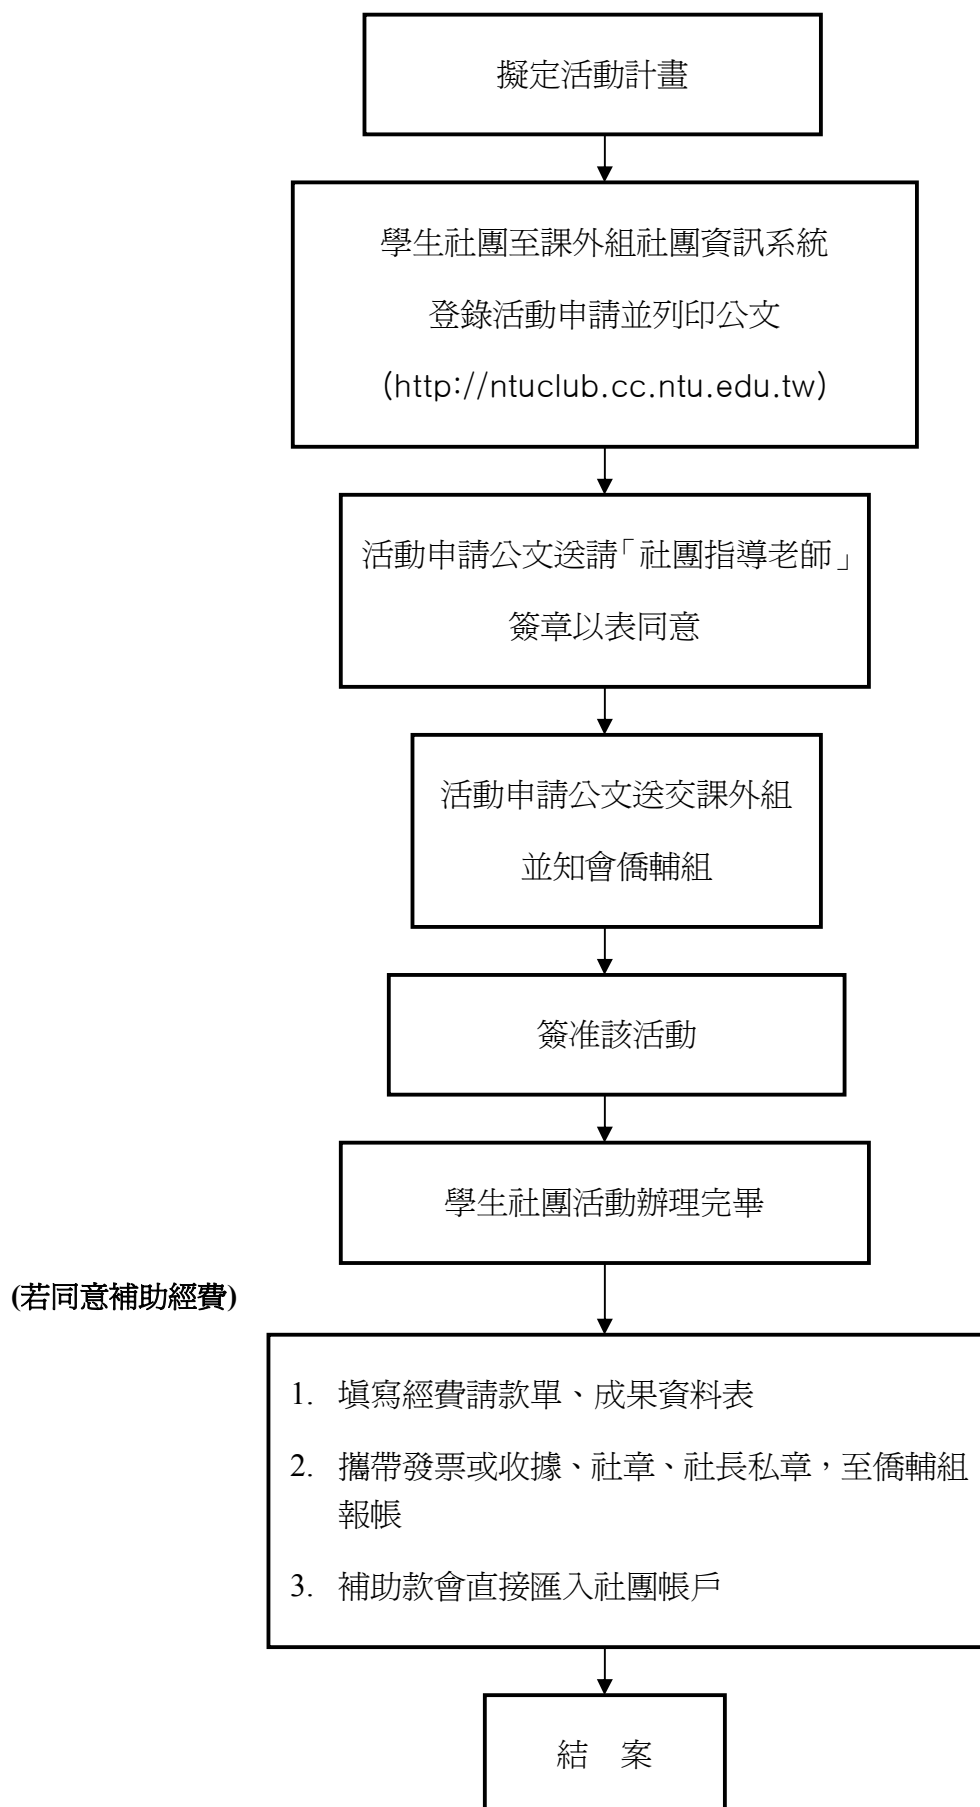 擬定活動計畫
學生社團至課外組社團資訊系統
登錄活動申請並列印公文
(http://ntuclub.cc.ntu.edu.tw)
活動申請公文送請「社團指導老師」
簽章以表同意
活動申請公文送交課外組
並知會僑輔組
簽准該活動
學生社團活動辦理完畢
(若同意補助經費)
1. 填寫經費請款單、成果資料表
2. 攜帶發票或收據、社章、社長私章，至僑輔組
報帳
3. 補助款會直接匯入社團帳戶
結 案